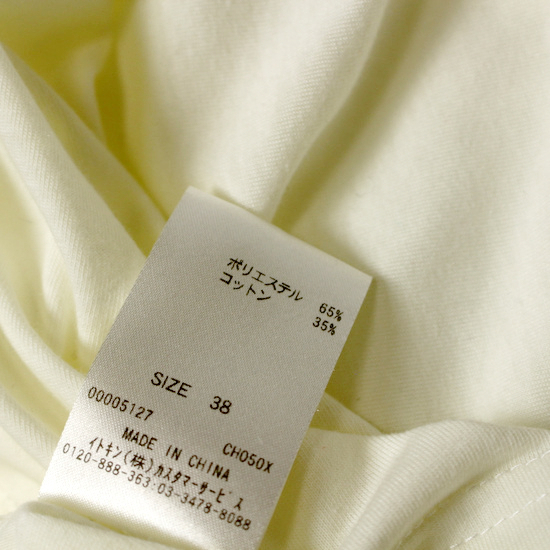 ポリエステル 65%
コットン 35%
SIZE 38
00005127 CH050X
MADE IN CHINA
イトキン(株)カスタマーサービス
0120-888-363:03-3478-8088